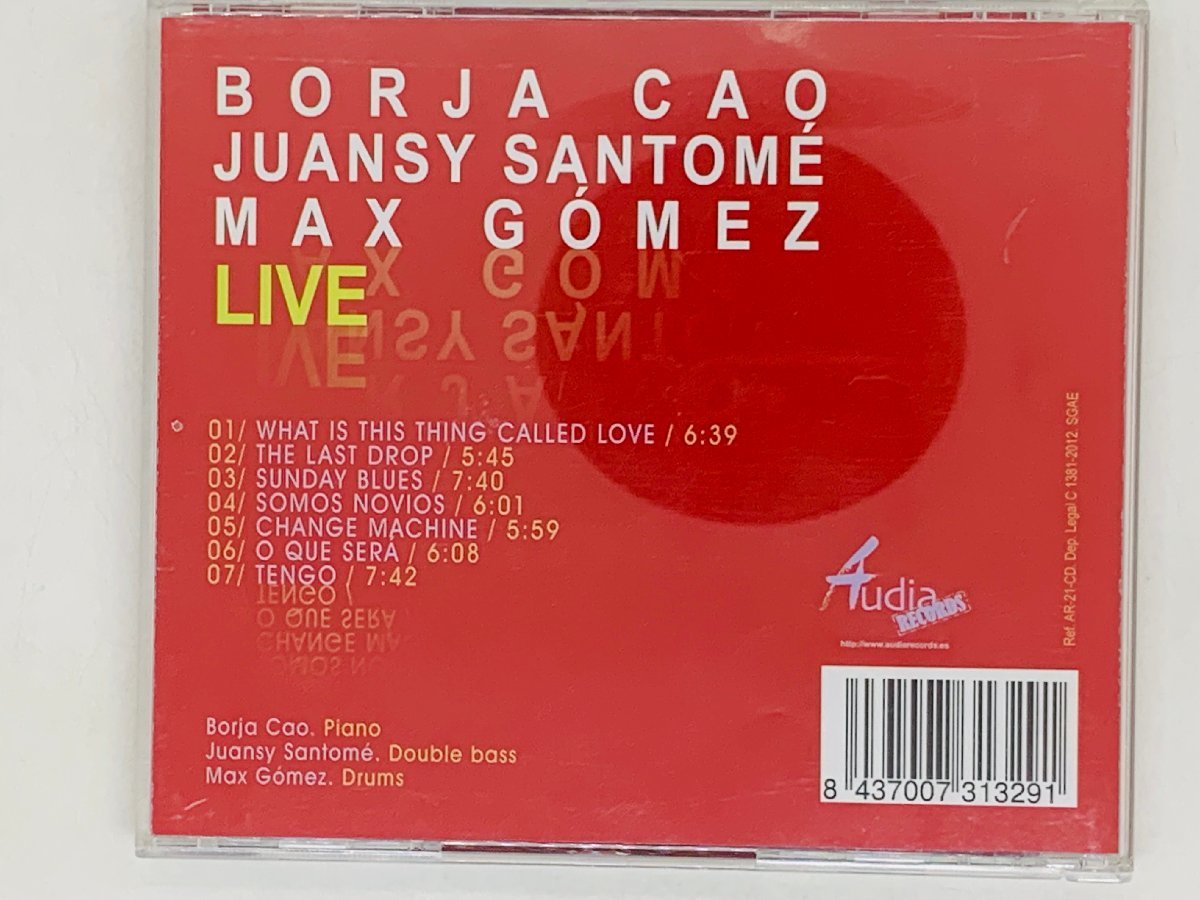 BORJA CAO
JUANSY SANTOMÉ
MAX GÓMEZ
LIVE
01/ WHAT IS THIS THING CALLED LOVE / 6:39
02/ THE LAST DROP / 5:45
03/ SUNDAY BLUES / 7:40
04/ SOMOS NOVIOS / 6:01
05/ CHANGE MACHINE / 5:59
06/ O QUE SERÁ / 6:08
07/ TENGO / 7:42
Borja Cao. Piano
Juansy Santomé. Double bass
Max Gómez. Drums
Audia
RECORDS
http://www.audiarecords.es
Ref. AR-21-CD. Dep. Legal C 1381-2012. SGAE
8 437007 313291